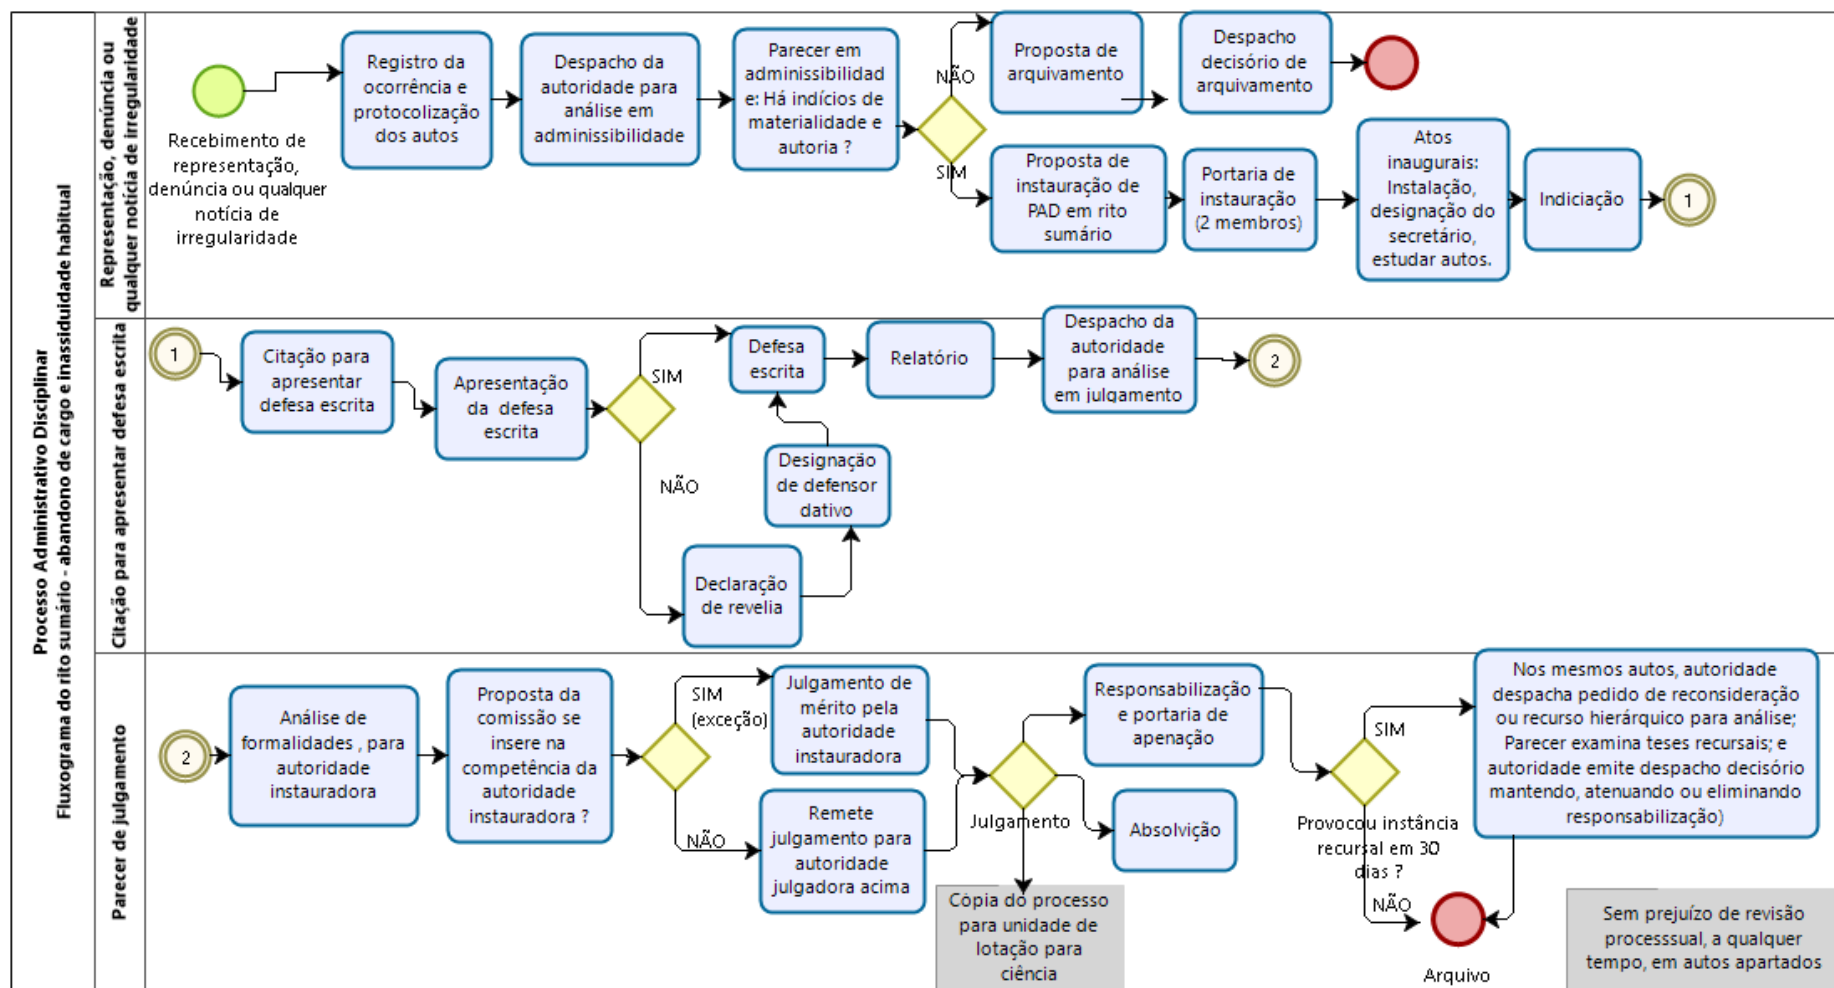 Processo Administrativo Disciplinar
Fluxograma do rito sumário - abandono de cargo e inassiduidade habitual
Representação, denúncia ou
qualquer notícia de irregularidade
Recebimento de
representação,
denúncia ou qualquer
notícia de
irregularidade
Registro da
ocorrência e
protocolização
dos autos
Despacho da
autoridade para
análise em
adminissibilidade
Parecer em
adminissibilidad
e: Há indícios de
materialidade e
autoria ?
NÃO
Proposta de
arquivamento
Despacho
decisório de
arquivamento
SIM
Proposta de
instauração de
PAD em rito
sumário
Portaria de
instauração
(2 membros)
Atos
inaugurais:
Instalação,
designação do
secretário,
estudar autos.
Indiciação
1
Citação para apresentar defesa escrita
1
Citação para
apresentar
defesa escrita
Apresentação
da defesa
escrita
SIM
Defesa
escrita
Relatório
Despacho da
autoridade
para análise
em julgamento
2
NÃO
Designação
de defensor
dativo
Declaração
de revelia
Parecer de julgamento
2
Análise de
formalidades , para
autoridade
instauradora
Proposta da
comissão se
insere na
competência da
autoridade
instauradora ?
SIM
(exceção)
Julgamento de
mérito pela
autoridade
instauradora
NÃO
Remete
julgamento para
autoridade
julgadora acima
Julgamento
Responsabilização
e portaria de
apenação
Absolvição
Cópia do processo
para unidade de
lotação para
ciência
Provocou instância
recursal em 30
dias ?
SIM
Nos mesmos autos, autoridade
despacha pedido de reconsideração
ou recurso hierárquico para análise;
Parecer examina teses recursais; e
autoridade emite despacho decisório
mantendo, atenuando ou eliminando
responsabilização)
NÃO
Arquivo
Sem prejuízo de revisão
processsual, a qualquer
tempo, em autos apartados